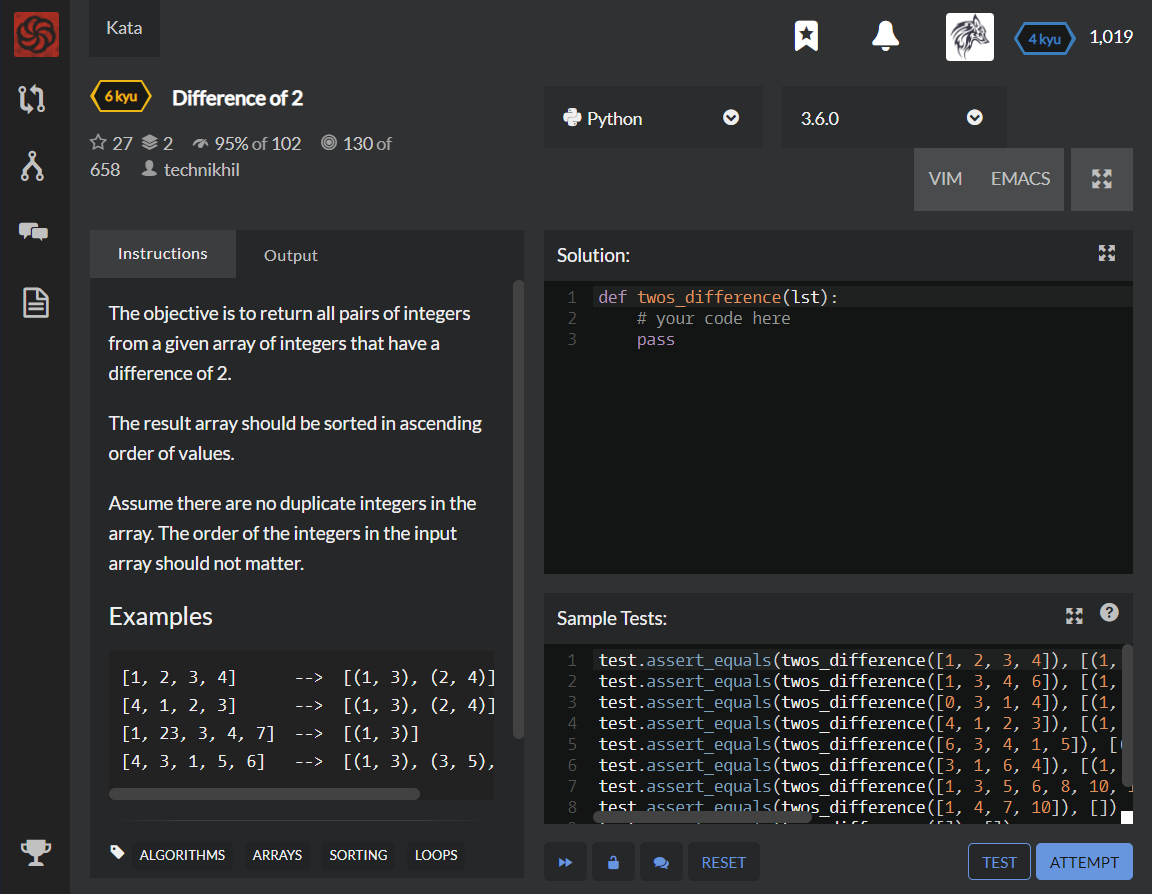 Kata
4 kyu 1,019
6 kyu Difference of 2
27 2 95% of 102 130 of
658 technikhil
Python
3.6.0
VIM EMACS
Instructions Output
The objective is to return all pairs of integers
from a given array of integers that have a
difference of 2.
The result array should be sorted in ascending
order of values.
Assume there are no duplicate integers in the
array. The order of the integers in the input
array should not matter.
Examples
[1, 2, 3, 4] --> [(1, 3), (2, 4)]
[4, 1, 2, 3] --> [(1, 3), (2, 4)]
[1, 23, 3, 4, 7] --> [(1, 3)]
[4, 3, 1, 5, 6] --> [(1, 3), (3, 5),
ALGORITHMS ARRAYS SORTING LOOPS
Solution:
1 def twos_difference(lst):
2 # your code here
3 pass
Sample Tests:
1 test.assert_equals(twos_difference([1, 2, 3, 4]), [(1,
2 test.assert_equals(twos_difference([1, 3, 4, 6]), [(1,
3 test.assert_equals(twos_difference([0, 3, 1, 4]), [(1,
4 test.assert_equals(twos_difference([4, 1, 2, 3]), [(1,
5 test.assert_equals(twos_difference([6, 3, 4, 1, 5]), [(
6 test.assert_equals(twos_difference([3, 1, 6, 4]), [(1,
7 test.assert_equals(twos_difference([1, 3, 5, 6, 8, 10,
8 test.assert_equals(twos_difference([1, 4, 7, 10]), [])
RESET
TEST ATTEMPT